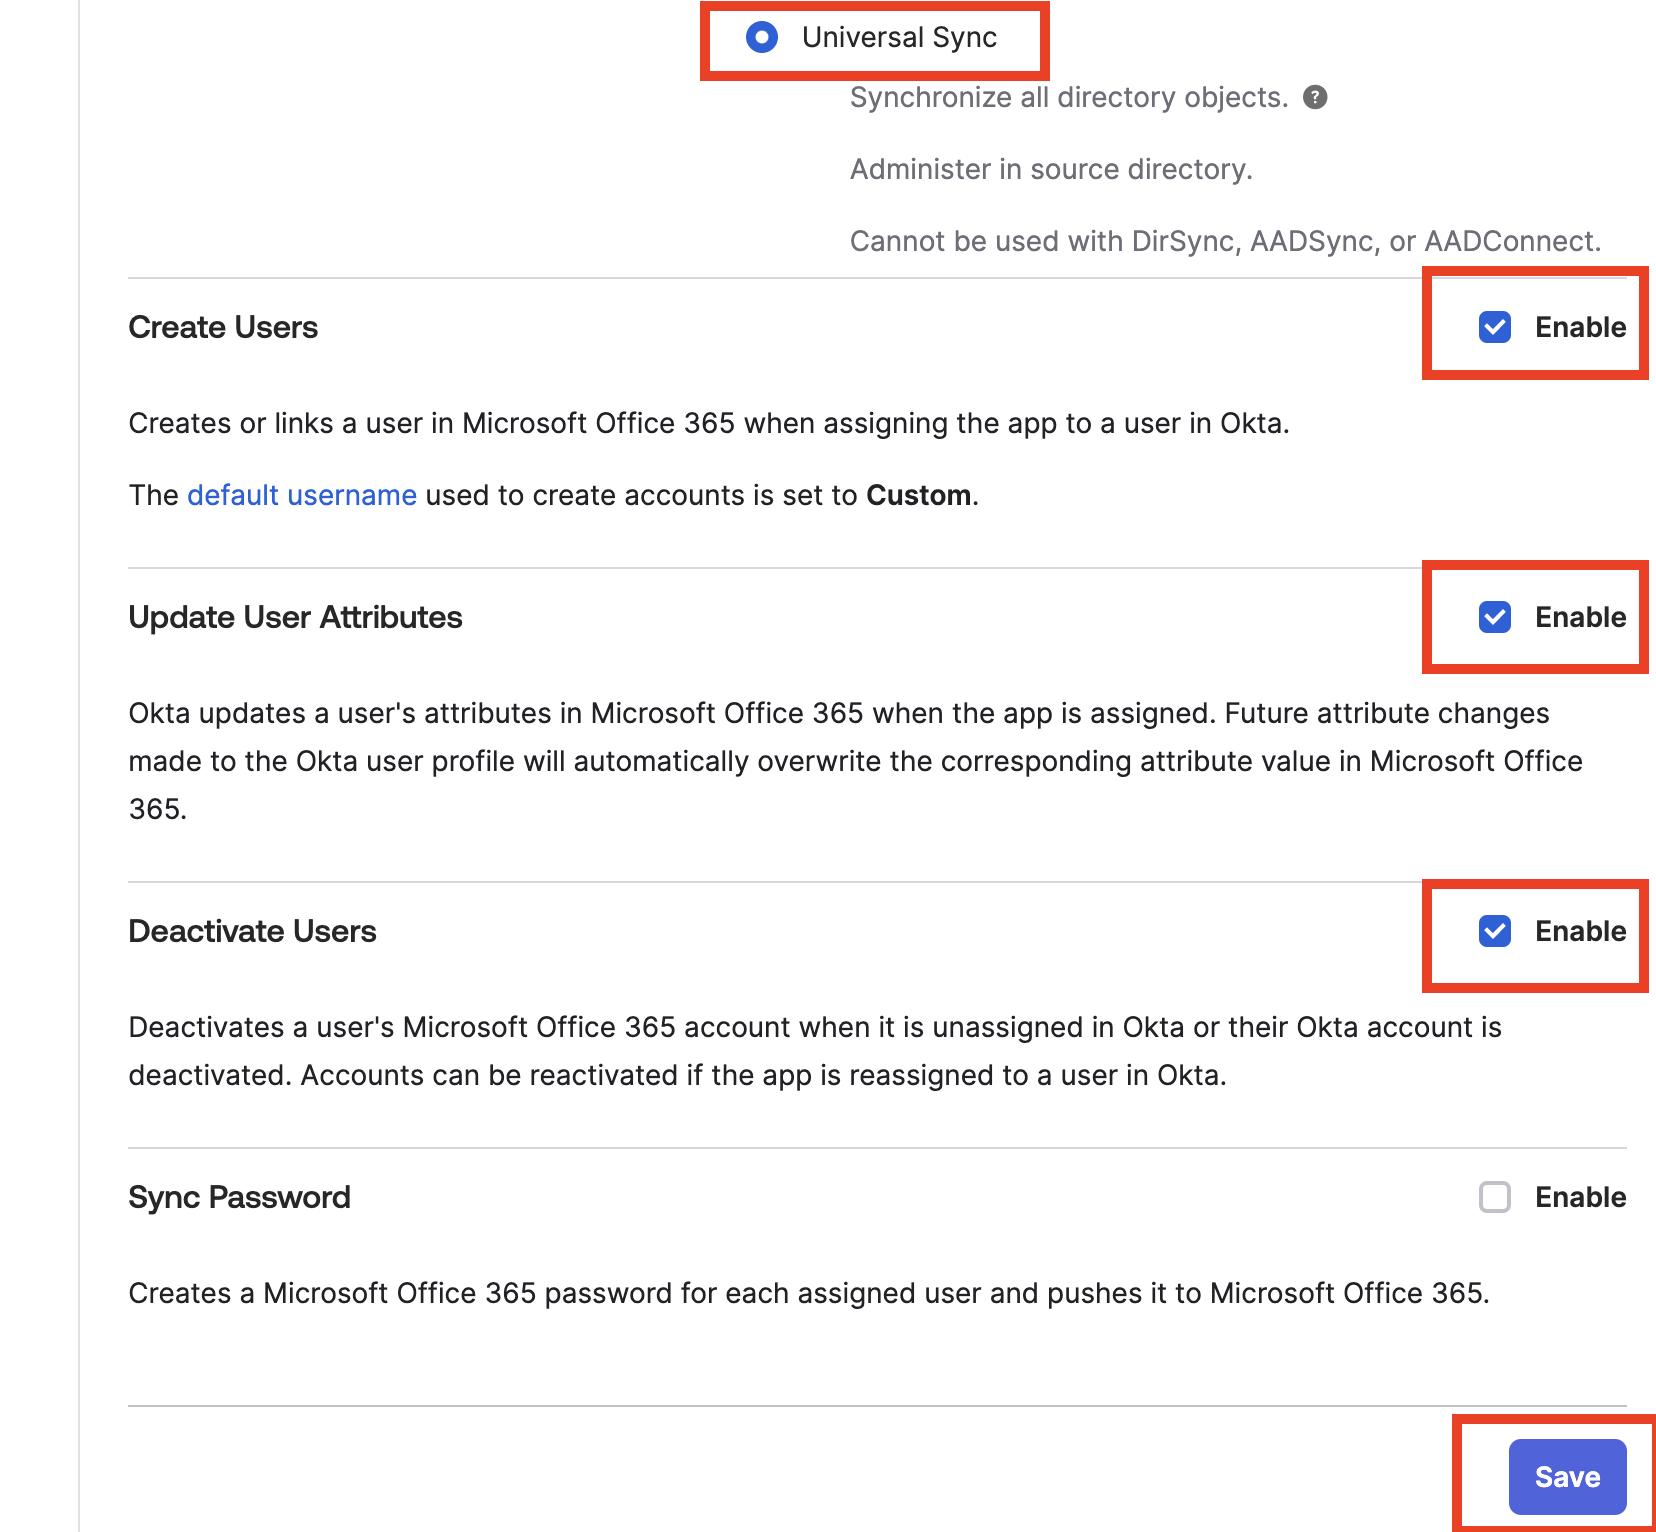 Universal Sync
Synchronize all directory objects. ?
Administer in source directory.
Cannot be used with DirSync, AADSync, or AADConnect.
Create Users
Enable
Creates or links a user in Microsoft Office 365 when assigning the app to a user in Okta.
The default username used to create accounts is set to Custom.
Update User Attributes
Enable
Okta updates a user's attributes in Microsoft Office 365 when the app is assigned. Future attribute changes
made to the Okta user profile will automatically overwrite the corresponding attribute value in Microsoft Office
365.
Deactivate Users
Enable
Deactivates a user's Microsoft Office 365 account when it is unassigned in Okta or their Okta account is
deactivated. Accounts can be reactivated if the app is reassigned to a user in Okta.
Sync Password
Enable
Creates a Microsoft Office 365 password for each assigned user and pushes it to Microsoft Office 365.
Save